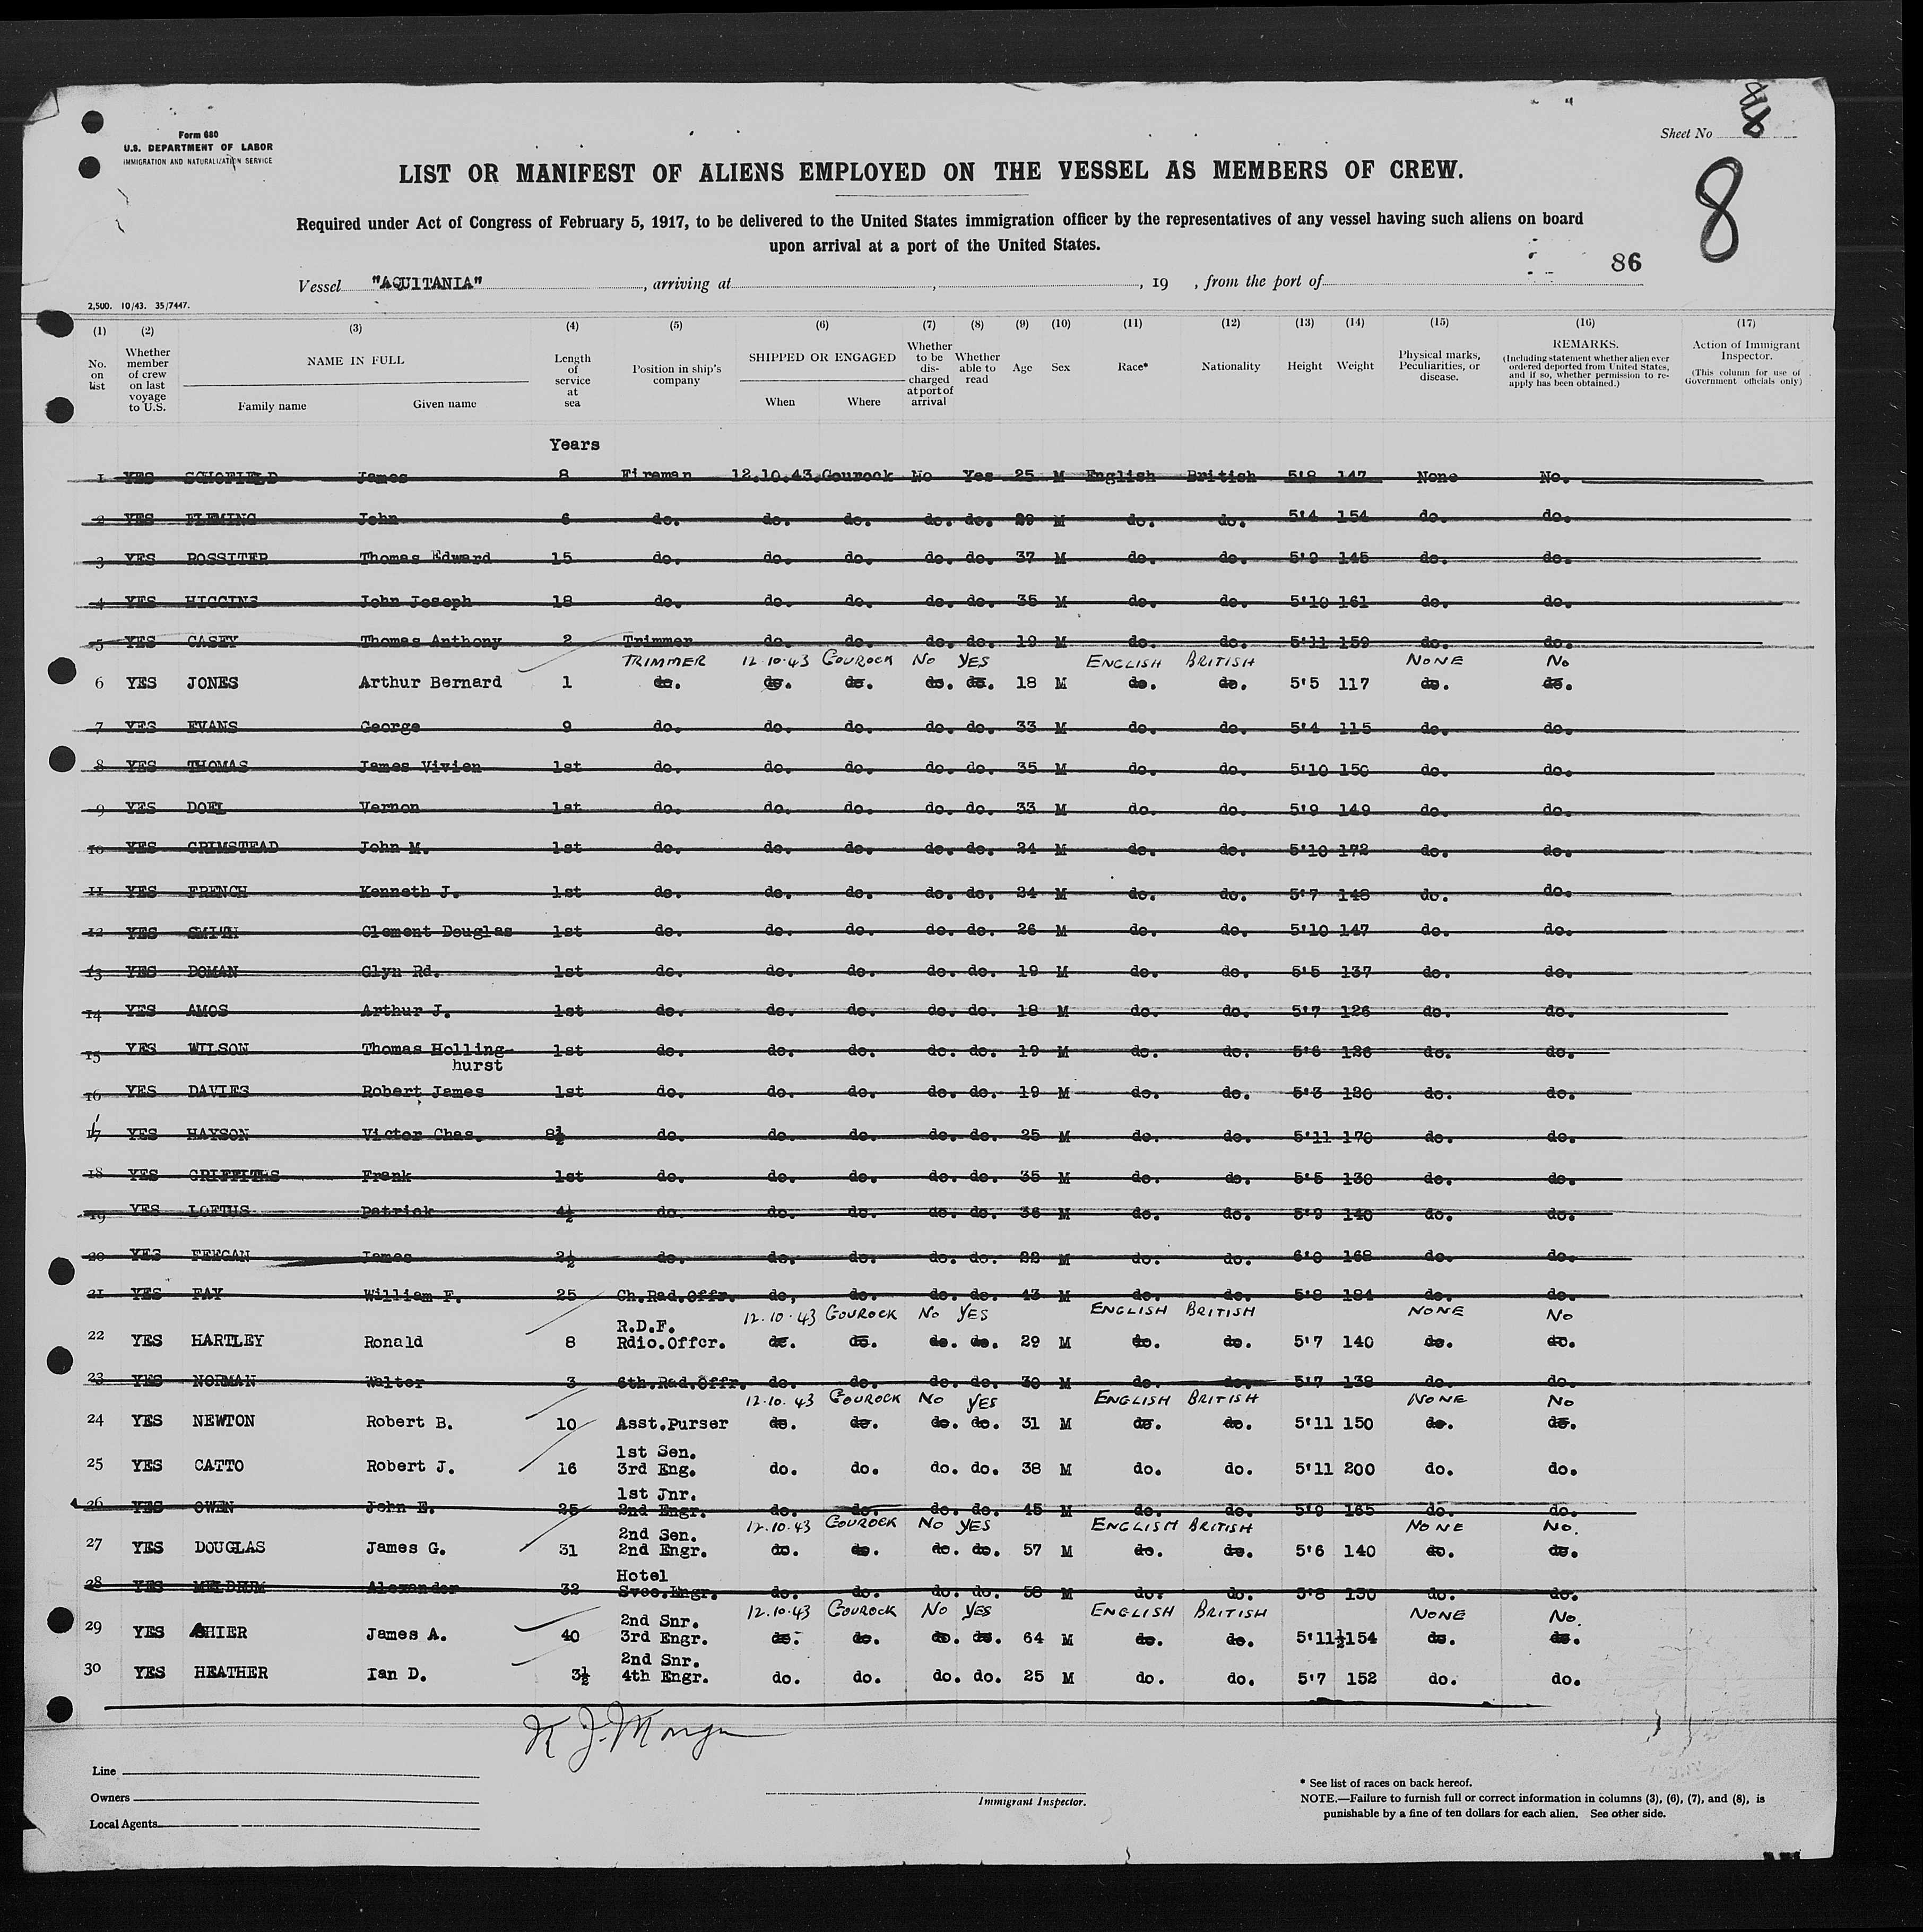 Form 680
U.S. DEPARTMENT OF LABOR
IMMIGRATION AND NATURALIZATION SERVICE
Sheet No
8
LIST OR MANIFEST OF ALIENS EMPLOYED ON THE VESSEL AS MEMBERS OF CREW.
Required under Act of Congress of February 5, 1917, to be delivered to the United States immigration officer by the representatives of any vessel having such aliens on board
upon arrival at a port of the United States.
86
Vessel "AQUITANIA" , arriving at , , 19 , from the port of
2,500. 10/43. 35/7447.
(1) (2) (3) (4) (5) (6) (7) (8) (9) (10) (11) (12) (13) (14) (15) (16) (17)
No. on list
Whether member of crew on last voyage to U.S.
NAME IN FULL
Family name Given name
Length of service at sea
Position in ship's company
SHIPPED OR ENGAGED
When Where
Whether to be discharged at port of arrival
Whether able to read
Age
Sex
Race*
Nationality
Height
Weight
Physical marks, Peculiarities, or disease.
REMARKS.
(Including statement whether alien ever ordered deported from United States, and if so, whether permission to reapply has been obtained.)
Action of Immigrant Inspector.
(This column for use of Government officials only)
Years
1 YES SCHOFIELD James 8 Fireman 12.10.43. Gourock No Yes 25 M English British 5'8 147 None No.
2 YES FLEMING John 6 do. do. do. do. do. 29 M do. do. 5'4 154 do. do.
3 YES ROSSITER Thomas Edward 15 do. do. do. do. do. 37 M do. do. 5'9 145 do. do.
4 YES HIGGINS John Joseph 18 do. do. do. do. do. 35 M do. do. 5'10 161 do. do.
5 YES CASEY Thomas Anthony 2 Trimmer do. do. do. do. 19 M do. do. 5'11 159 do. do.
TRIMMER 12.10.43 GOUROCK NO YES ENGLISH BRITISH NONE NO
6 YES JONES Arthur Bernard 1 do. do. do. do. do. 18 M do. do. 5'5 117 do. do.
7 YES EVANS George 9 do. do. do. do. do. 33 M do. do. 5'4 115 do. do.
8 YES THOMAS James Vivien 1st do. do. do. do. do. 35 M do. do. 5'10 150 do. do.
9 YES DOEL Vernon 1st do. do. do. do. do. 33 M do. do. 5'9 149 do. do.
10 YES GRIMSTEAD John M. 1st do. do. do. do. do. 24 M do. do. 5'10 172 do. do.
11 YES FRENCH Kenneth J. 1st do. do. do. do. do. 24 M do. do. 5'7 148 do. do.
12 YES SMITH Clement Douglas 1st do. do. do. do. do. 26 M do. do. 5'10 147 do. do.
13 YES DOMAN Glyn Rd. 1st do. do. do. do. do. 19 M do. do. 5'5 137 do. do.
14 YES AMOS Arthur J. 1st do. do. do. do. do. 18 M do. do. 5'7 126 do. do.
15 YES WILSON Thomas Holling- 1st do. do. do. do. do. 19 M do. do. 5'6 126 do. do.
hurst
16 YES DAVIES Robert James 1st do. do. do. do. do. 19 M do. do. 5'3 do. do.
17 YES HAYSON Victor Chas. 8½ do. do. do. do. do. 25 M do. do. 5'11 170 do. do.
18 YES GRIFFITHS Frank 1st do. do. do. do. do. 35 M do. do. 5'5 130 do. do.
19 YES LOFTUS Patrick 4½ do. do. do. do. do. 36 M do. do. 5'9 140 do. do.
20 YES FEEGAN James 2½ do. do. do. do. do. 22 M do. do. 6'0 168 do. do.
21 YES FAY William F. 25 Ch.Rad.Offr. do. do. do. do. 43 M do. do. 5'8 184 do. do.
12.10.43 GOUROCK NO YES ENGLISH BRITISH NONE NO
R.D.F.
22 YES HARTLEY Ronald 8 Rdio.Offcr. do. do. do. do. 29 M do. do. 5'7 140 do. do.
23 YES NORMAN Walter 3 6th.Rad.Offr. do. do. do. do. 30 M do. do. 5'7 138 do. do.
12.10.43 GOUROCK NO YES ENGLISH BRITISH NONE NO
24 YES NEWTON Robert B. 10 Asst.Purser do. do. do. do. 31 M do. do. 5'11 150 do. do.
1st Sen.
25 YES CATTO Robert J. 16 3rd Eng. do. do. do. do. 38 M do. do. 5'11 200 do. do.
1st Jnr.
26 YES OWEN John E. 25 2nd Engr. do. do. do. do. 45 M do. do. 5'9 165 do. do.
12.10.43 GOUROCK NO YES ENGLISH BRITISH NONE NO.
2nd Sen.
27 YES DOUGLAS James G. 31 2nd Engr. do. do. do. do. 57 M do. do. 5'6 140 do. do.
Hotel
28 YES MELDRUM Alexander 32 Svce.Engr. do. do. do. do. 58 M do. do. 5'8 150 do. do.
12.10.43 GOUROCK NO YES ENGLISH BRITISH NONE NO.
2nd Snr.
29 YES SHIER James A. 40 3rd Engr. do. do. do. do. 64 M do. do. 5'11½ 154 do. do.
2nd Snr.
30 YES HEATHER Ian D. 3½ 4th Engr. do. do. do. do. 25 M do. do. 5'7 152 do. do.
K J. Morgan
Line
Owners
Local Agents
Immigrant Inspector.
* See list of races on back hereof.
NOTE.—Failure to furnish full or correct information in columns (3), (6), (7), and (8), is
punishable by a fine of ten dollars for each alien. See other side.